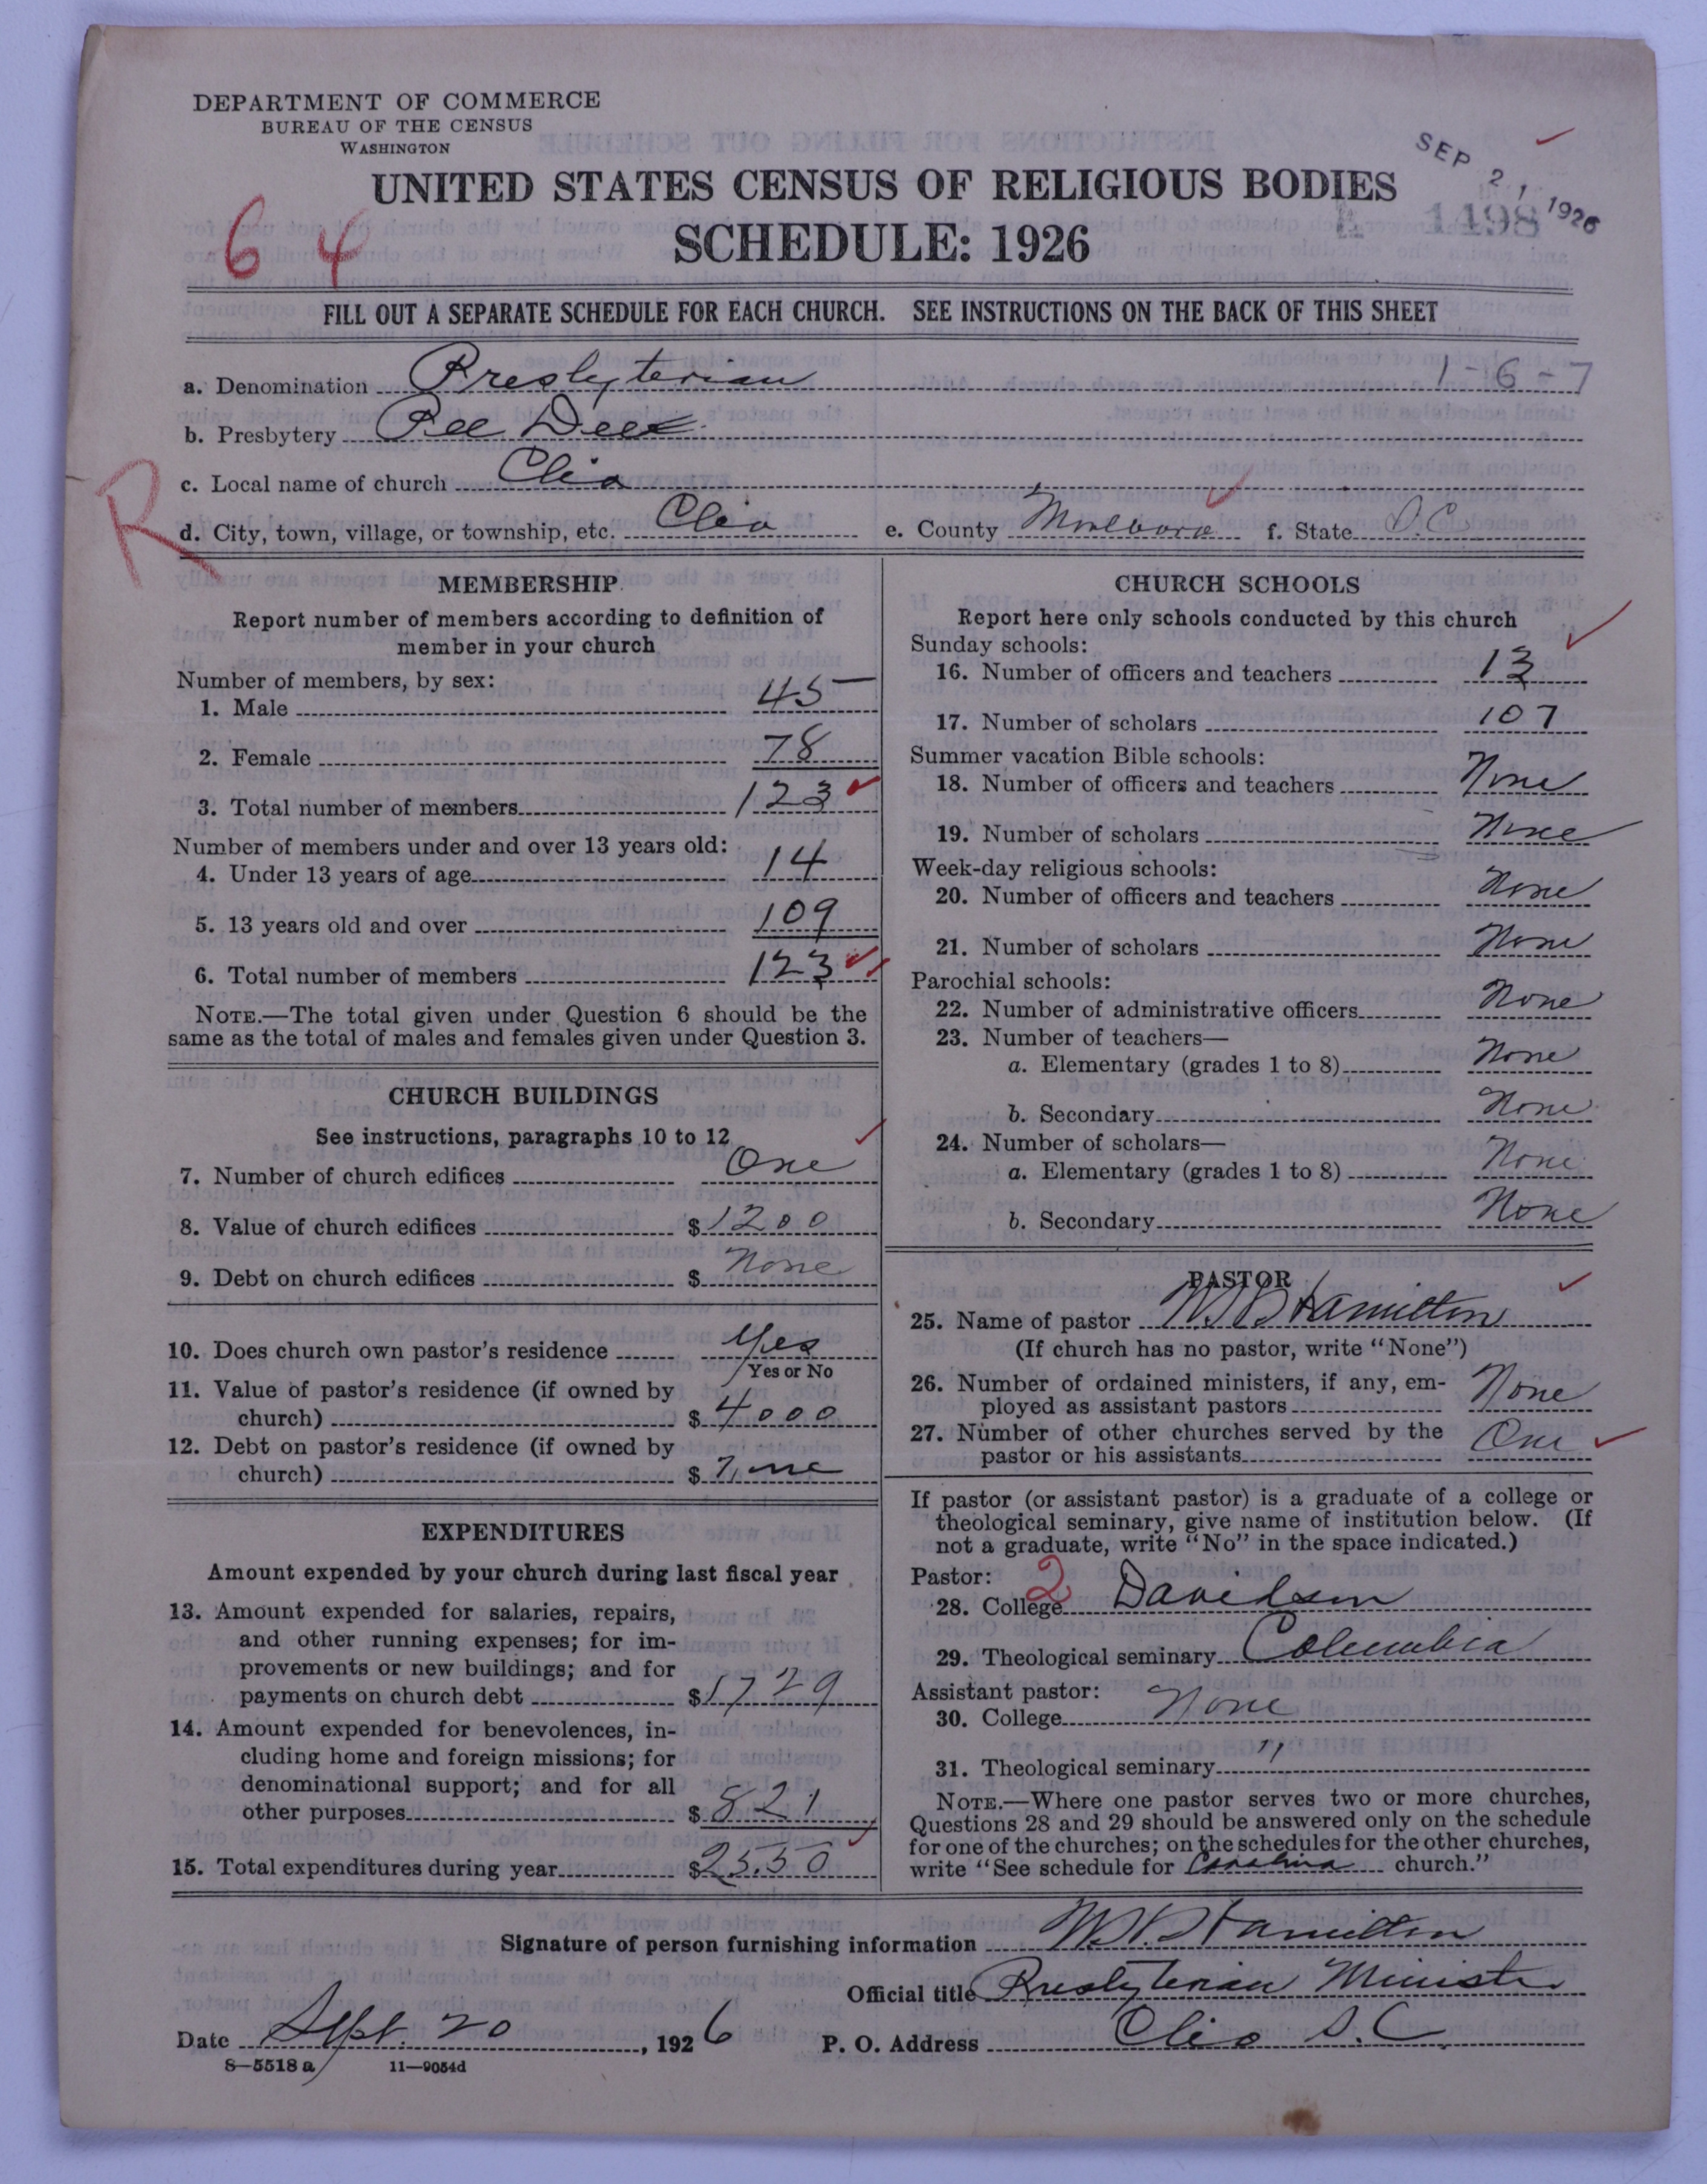 DEPARTMENT OF COMMERCE
BUREAU OF THE CENSUS
WASHINGTON
UNITED STATES CENSUS OF RELIGIOUS BODIES
SCHEDULE: 1926
SEP 21 1926
1498
6 4
FILL OUT A SEPARATE SCHEDULE FOR EACH CHURCH. SEE INSTRUCTIONS ON THE BACK OF THIS SHEET
a. Denomination Presbyterian 1-6-7
b. Presbytery Pee Dee
c. Local name of church Clio
R
d. City, town, village, or township, etc. Clio e. County Marlboro f. State S.C.
MEMBERSHIP
Report number of members according to definition of
member in your church
Number of members, by sex:
1. Male 45
2. Female 78
3. Total number of members 123
Number of members under and over 13 years old:
4. Under 13 years of age 14
5. 13 years old and over 109
6. Total number of members 123
NOTE.—The total given under Question 6 should be the
same as the total of males and females given under Question 3.
CHURCH BUILDINGS
See instructions, paragraphs 10 to 12
7. Number of church edifices One
8. Value of church edifices $1200
9. Debt on church edifices $ None
10. Does church own pastor's residence Yes
Yes or No
11. Value of pastor's residence (if owned by
church) $ 4000
12. Debt on pastor's residence (if owned by
church) $ None
EXPENDITURES
Amount expended by your church during last fiscal year
13. Amount expended for salaries, repairs,
and other running expenses; for im-
provements or new buildings; and for
payments on church debt $1729
14. Amount expended for benevolences, in-
cluding home and foreign missions; for
denominational support; and for all
other purposes $ 821
15. Total expenditures during year $2550
CHURCH SCHOOLS
Report here only schools conducted by this church
Sunday schools:
16. Number of officers and teachers 13
17. Number of scholars 107
Summer vacation Bible schools:
18. Number of officers and teachers None
19. Number of scholars None
Week-day religious schools:
20. Number of officers and teachers None
21. Number of scholars None
Parochial schools:
22. Number of administrative officers None
23. Number of teachers—
a. Elementary (grades 1 to 8) None
b. Secondary None
24. Number of scholars—
a. Elementary (grades 1 to 8) None
b. Secondary None
PASTOR
25. Name of pastor Hamilton
(If church has no pastor, write "None")
26. Number of ordained ministers, if any, em-
ployed as assistant pastors None
27. Number of other churches served by the
pastor or his assistants One
If pastor (or assistant pastor) is a graduate of a college or
theological seminary, give name of institution below. (If
not a graduate, write "No" in the space indicated.)
Pastor: 2
28. College Davidson
29. Theological seminary Columbia
Assistant pastor:
30. College None
31. Theological seminary "
NOTE.—Where one pastor serves two or more churches,
Questions 28 and 29 should be answered only on the schedule
for one of the churches; on the schedules for the other churches,
write "See schedule for Carolina church."
Signature of person furnishing information Hamilton
Official title Presbyterian Minister
Date Sept. 20, 1926 P. O. Address Clio S.C
8—5518 a 11—9054d